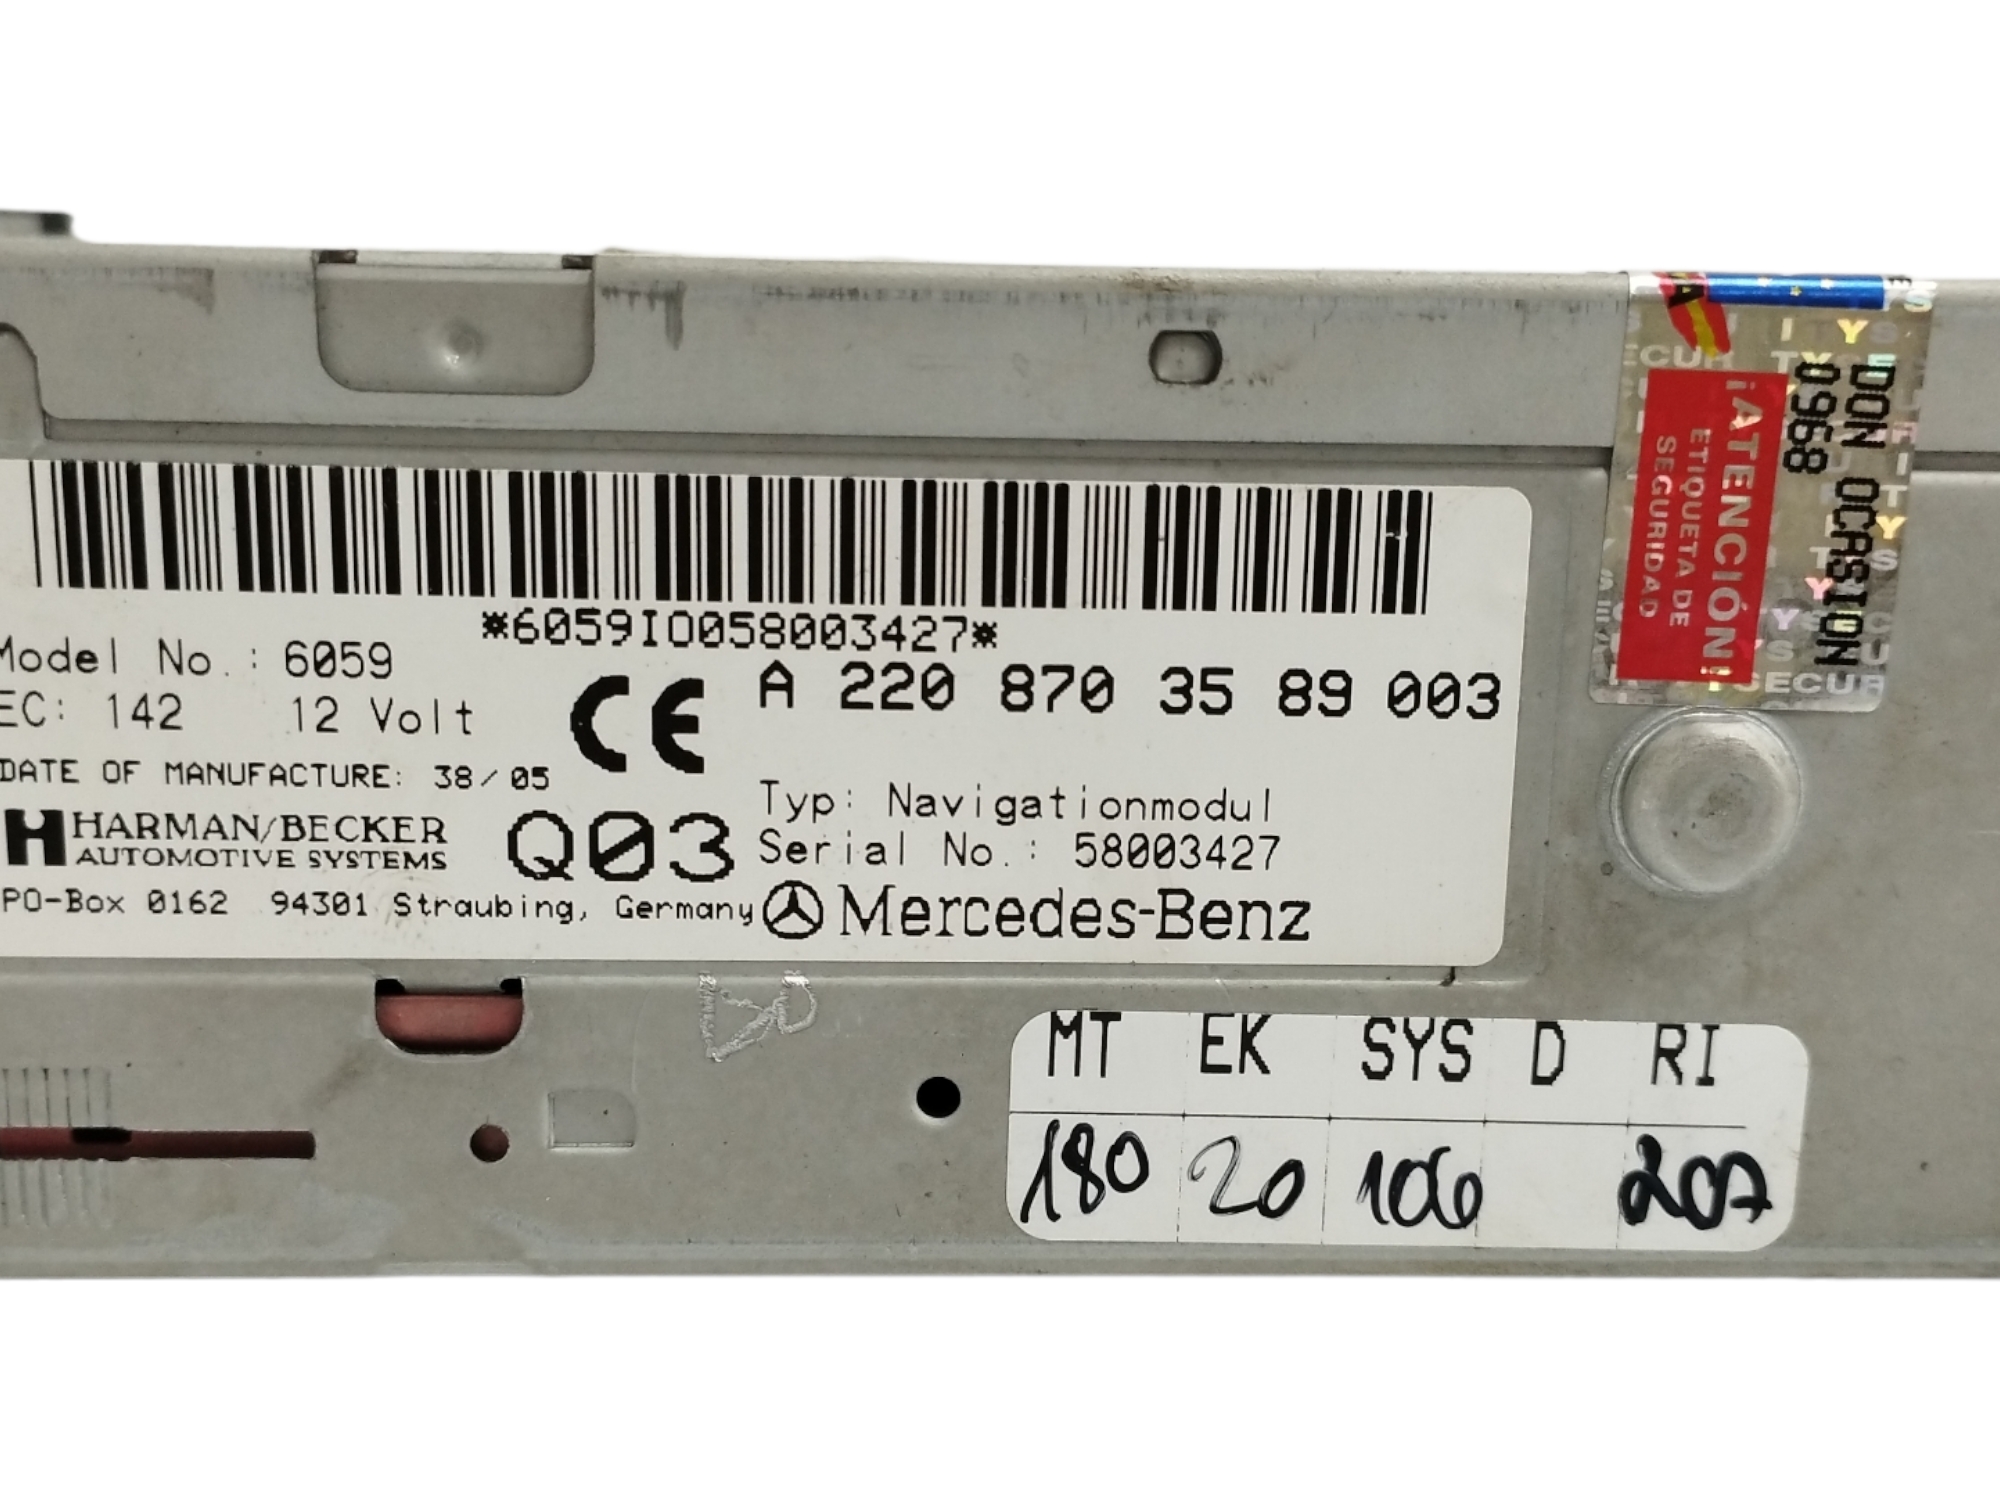 *6059IO058003427*
Model No.: 6059
EC: 142 12 Volt
CE
A 220 870 35 89 003
DATE OF MANUFACTURE: 38/05
HARMAN/BECKER
AUTOMOTIVE SYSTEMS
Q03
Typ: Navigationmodul
Serial No.: 58003427
PO-Box 0162 94301 Straubing, Germany
Mercedes-Benz
MT EK SYS D RI
180 20 106 207
DON OCASION
0968
¡ATENCIÓN!
ETIQUETA DE
SEGURIDAD